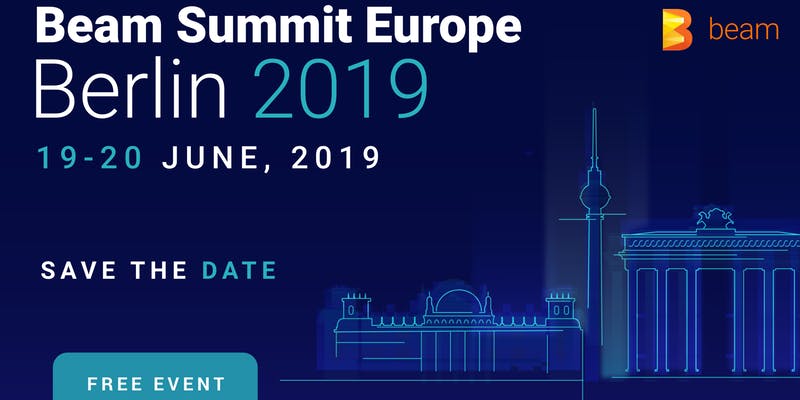 Beam Summit Europe
beam
Berlin 2019
19-20 JUNE, 2019
SAVE THE DATE
FREE EVENT